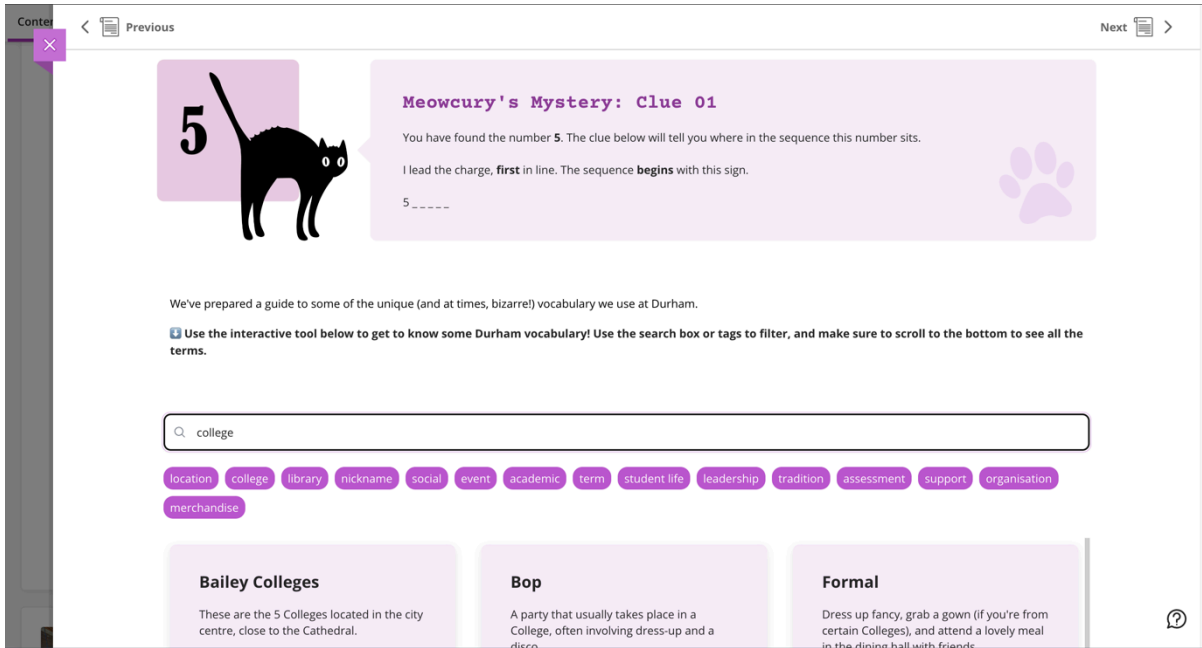 Conten
Previous
Next
5
Meowcury's Mystery: Clue 01
You have found the number 5. The clue below will tell you where in the sequence this number sits.
I lead the charge, first in line. The sequence begins with this sign.
5 _ _ _ _ _
We've prepared a guide to some of the unique (and at times, bizarre!) vocabulary we use at Durham.
⬇️ Use the interactive tool below to get to know some Durham vocabulary! Use the search box or tags to filter, and make sure to scroll to the bottom to see all the
terms.
college
location college library nickname social event academic term student life leadership tradition assessment support organisation
merchandise
Bailey Colleges
These are the 5 Colleges located in the city
centre, close to the Cathedral.
Bop
A party that usually takes place in a
College, often involving dress-up and a
disco.
Formal
Dress up fancy, grab a gown (if you're from
certain Colleges), and attend a lovely meal
in the dining hall with friends.